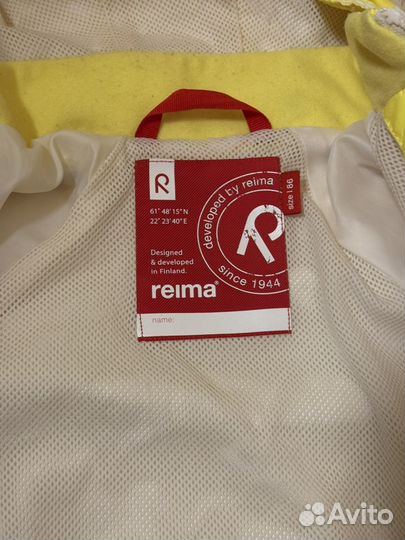 R
61° 48' 15" N
22° 23' 40" E
Designed
& developed
in Finland.
reima®
name:
developed by reima
R
since 1944
size | 86
Avito